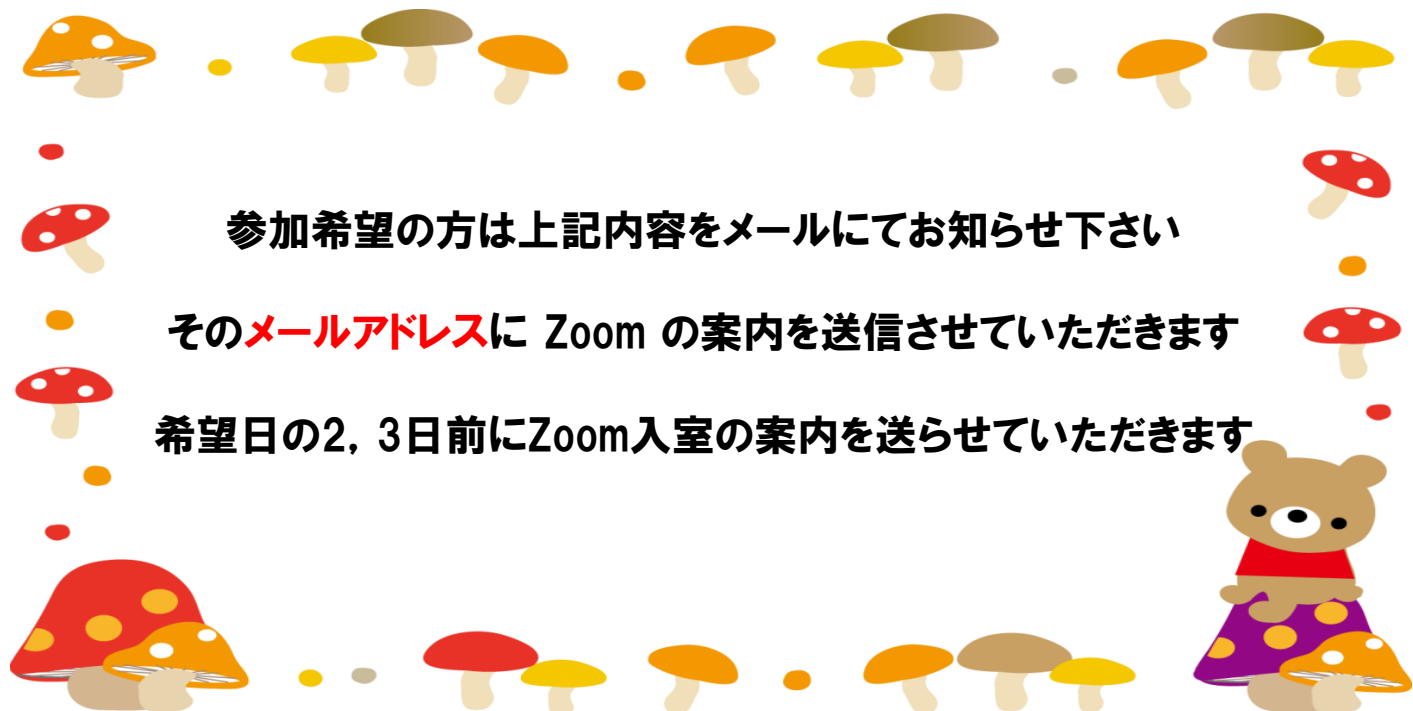 参加希望の方は上記内容をメールにてお知らせ下さい
そのメールアドレスに Zoom の案内を送信させていただきます
希望日の2,3日前にZoom入室の案内を送らせていただきます